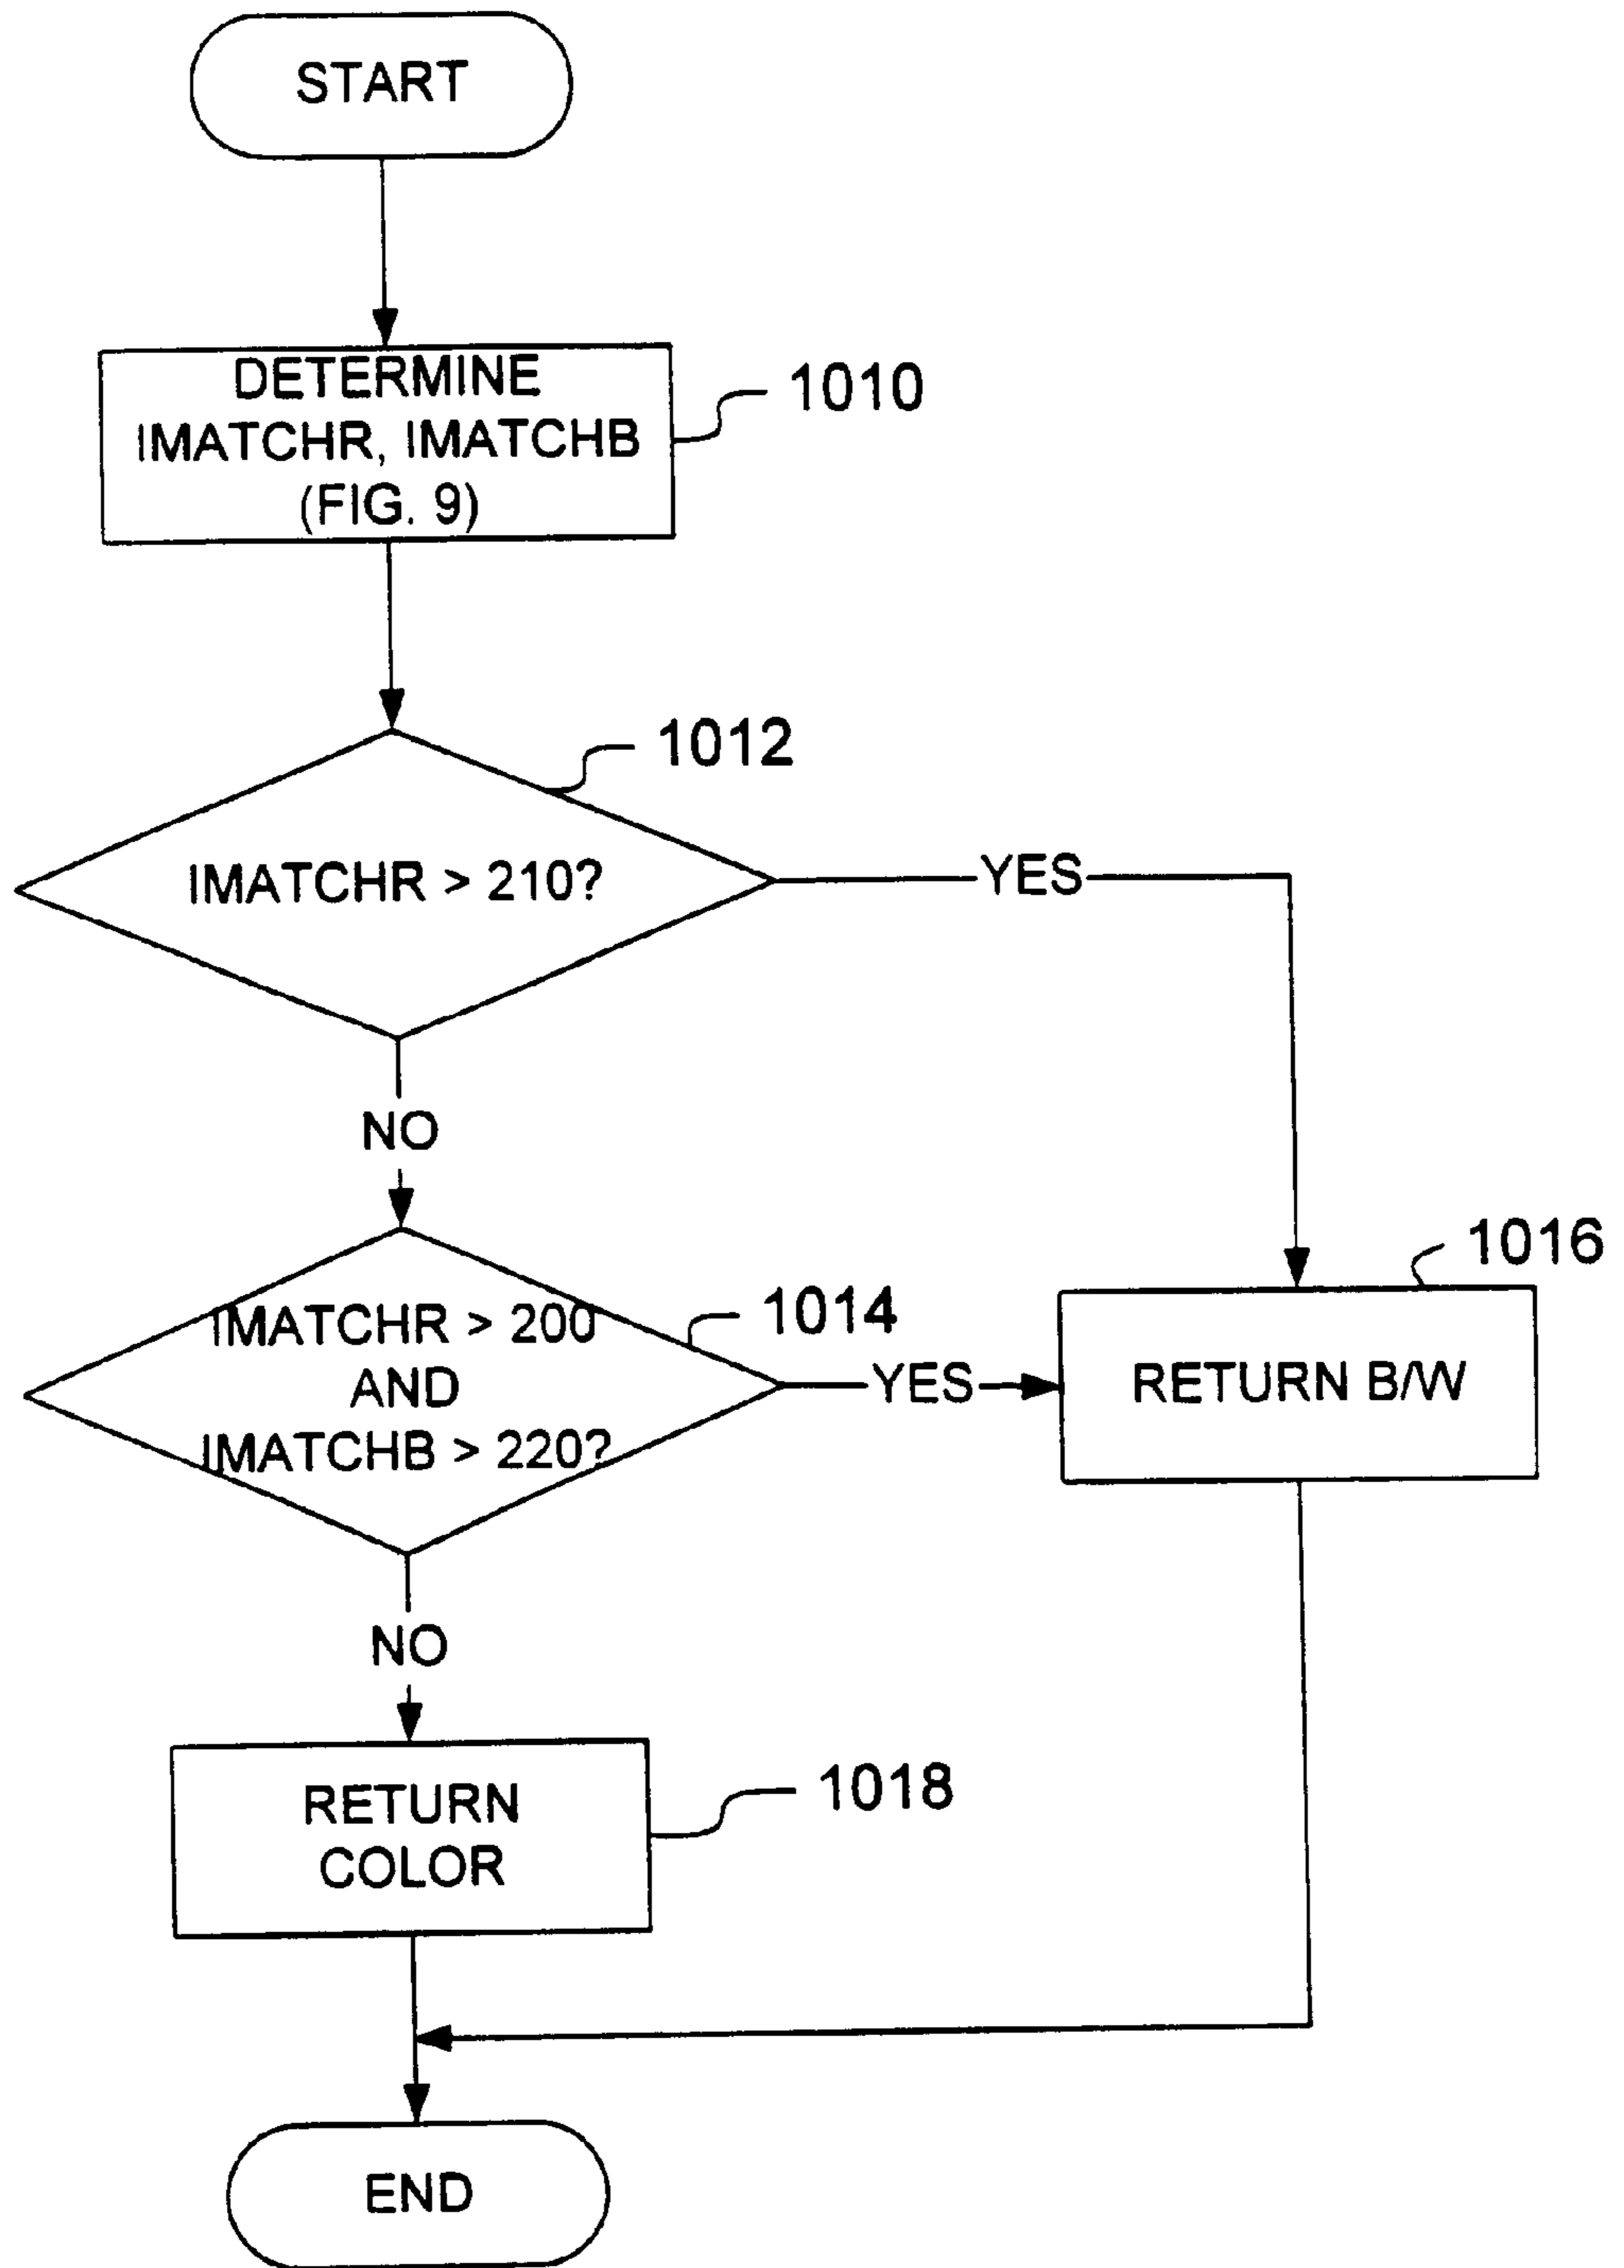 START
DETERMINE
IMATCHR, IMATCHB
(FIG. 9)
1010
1012
IMATCHR > 210?
YES
NO
1014
IMATCHR > 200
AND
IMATCHB > 220?
YES
1016
RETURN B/W
NO
RETURN
COLOR
1018
END